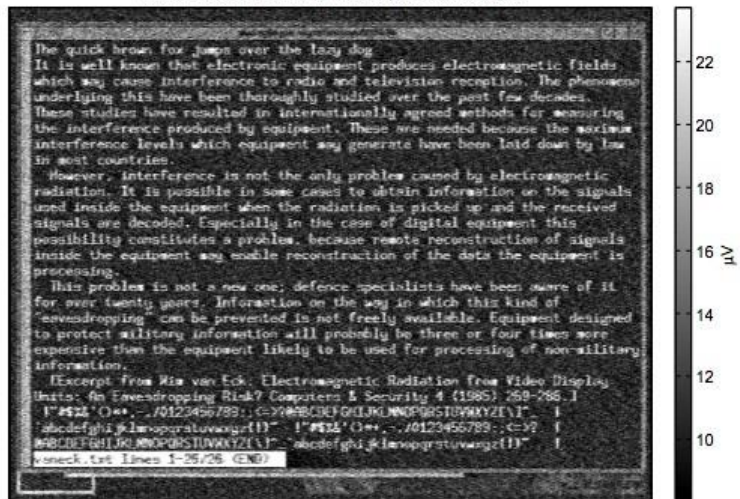 The quick brown fox jumps over the lazy dog
It is well known that electronic equipment produces electromagnetic fields
which may cause interference to radio and television reception. The phenomena
underlying this have been thoroughly studied over the past few decades.
These studies have resulted in internationally agreed methods for measuring
the interference produced by equipment. These are needed because the maximum
interference levels which equipment may generate have been laid down by law
in most countries.
However, interference is not the only problem caused by electromagnetic
radiation. It is possible in some cases to obtain information on the signals
used inside the equipment when the radiation is picked up and the received
signals are decoded. Especially in the case of digital equipment this
possibility constitutes a problem, because remote reconstruction of signals
inside the equipment may enable reconstruction of the data the equipment is
processing.
This problem is not a new one; defence specialists have been aware of it
for over twenty years. Information on the way in which this kind of
"eavesdropping" can be prevented is not freely available. Equipment designed
to protect military information will probably be three or four times more
expensive than the equipment likely to be used for processing of non-military
information.
[Excerpt from Wim van Eck: Electromagnetic Radiation from Video Display
Units: An Eavesdropping Risk? Computers & Security 4 (1985) 269-286.]
!"#$%&'()*+,-./0123456789:;<=>?@ABCDEFGHIJKLMNOPQRSTUVWXYZ[\]^_
`abcdefghijklmnopqrstuvwxyz{|}~ !"#$%&'()*+,-./0123456789:;<=>?
@ABCDEFGHIJKLMNOPQRSTUVWXYZ[\]^_`abcdefghijklmnopqrstuvwxyz{|}~
vaneck.txt lines 1-26/26 (END)
22
20
18
16
14
12
10
µV